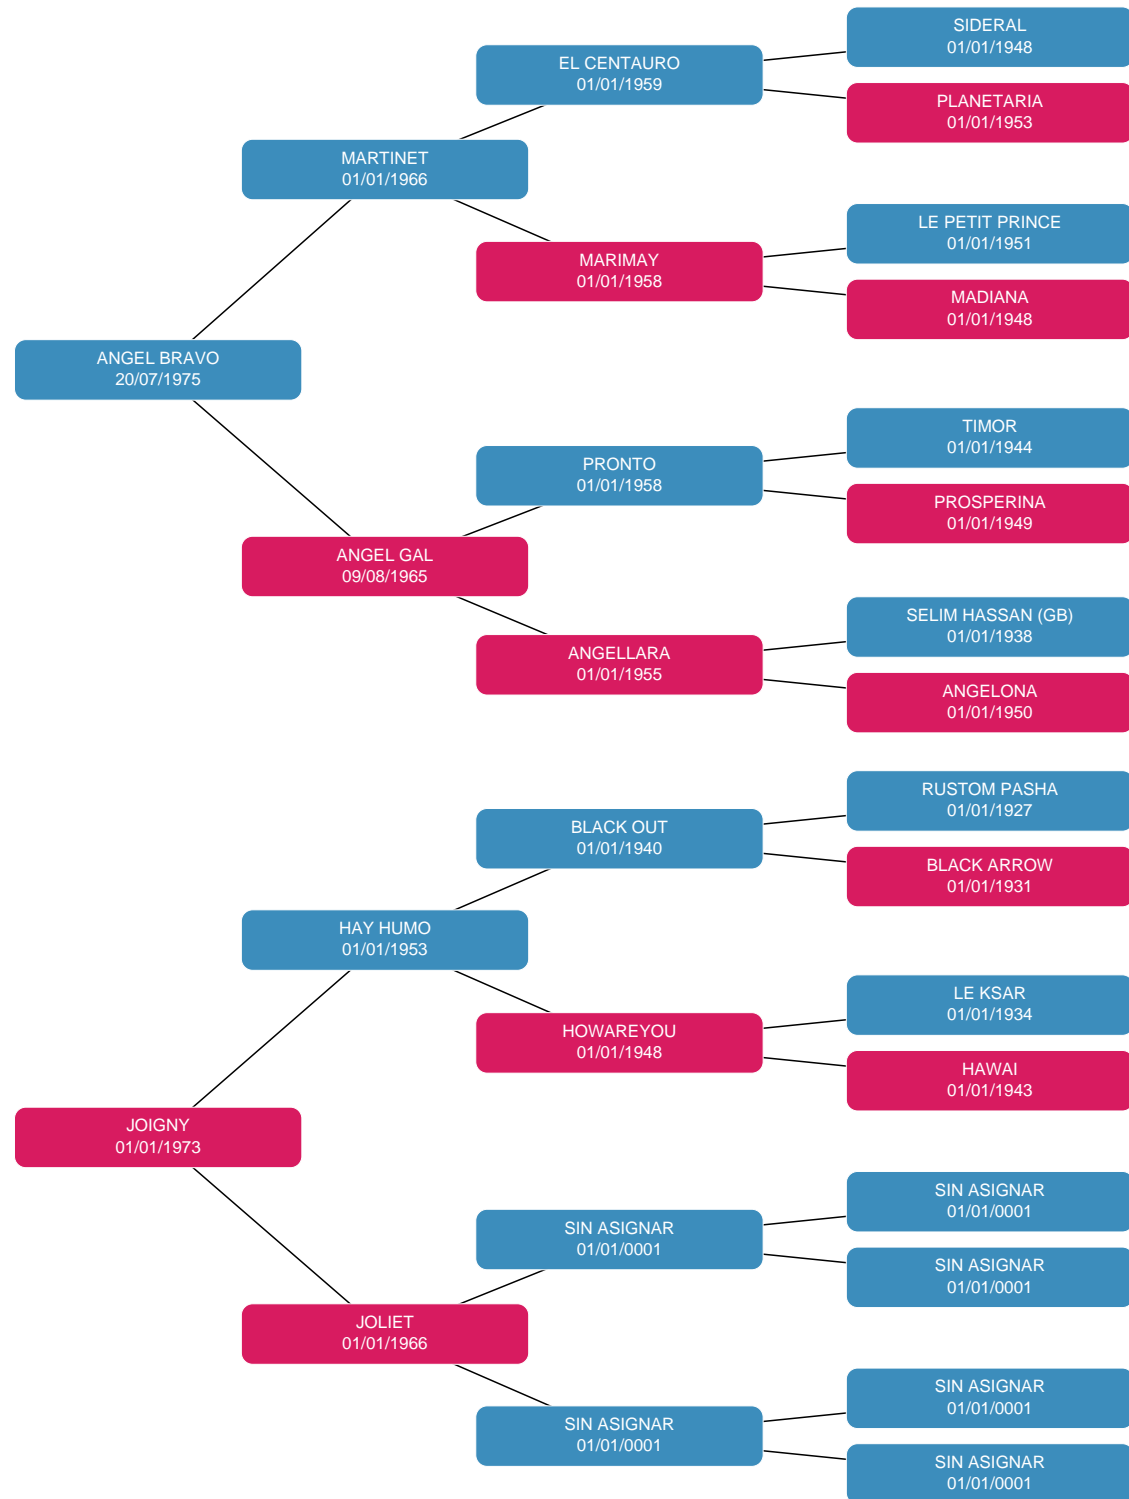 SIDERAL
01/01/1948
EL CENTAURO
01/01/1959
PLANETARIA
01/01/1953
MARTINET
01/01/1966
LE PETIT PRINCE
01/01/1951
MARIMAY
01/01/1958
MADIANA
01/01/1948
ANGEL BRAVO
20/07/1975
TIMOR
01/01/1944
PRONTO
01/01/1958
PROSPERINA
01/01/1949
ANGEL GAL
09/08/1965
SELIM HASSAN (GB)
01/01/1938
ANGELLARA
01/01/1955
ANGELONA
01/01/1950
RUSTOM PASHA
01/01/1927
BLACK OUT
01/01/1940
BLACK ARROW
01/01/1931
HAY HUMO
01/01/1953
LE KSAR
01/01/1934
HOWAREYOU
01/01/1948
HAWAI
01/01/1943
JOIGNY
01/01/1973
SIN ASIGNAR
01/01/0001
SIN ASIGNAR
01/01/0001
SIN ASIGNAR
01/01/0001
JOLIET
01/01/1966
SIN ASIGNAR
01/01/0001
SIN ASIGNAR
01/01/0001
SIN ASIGNAR
01/01/0001